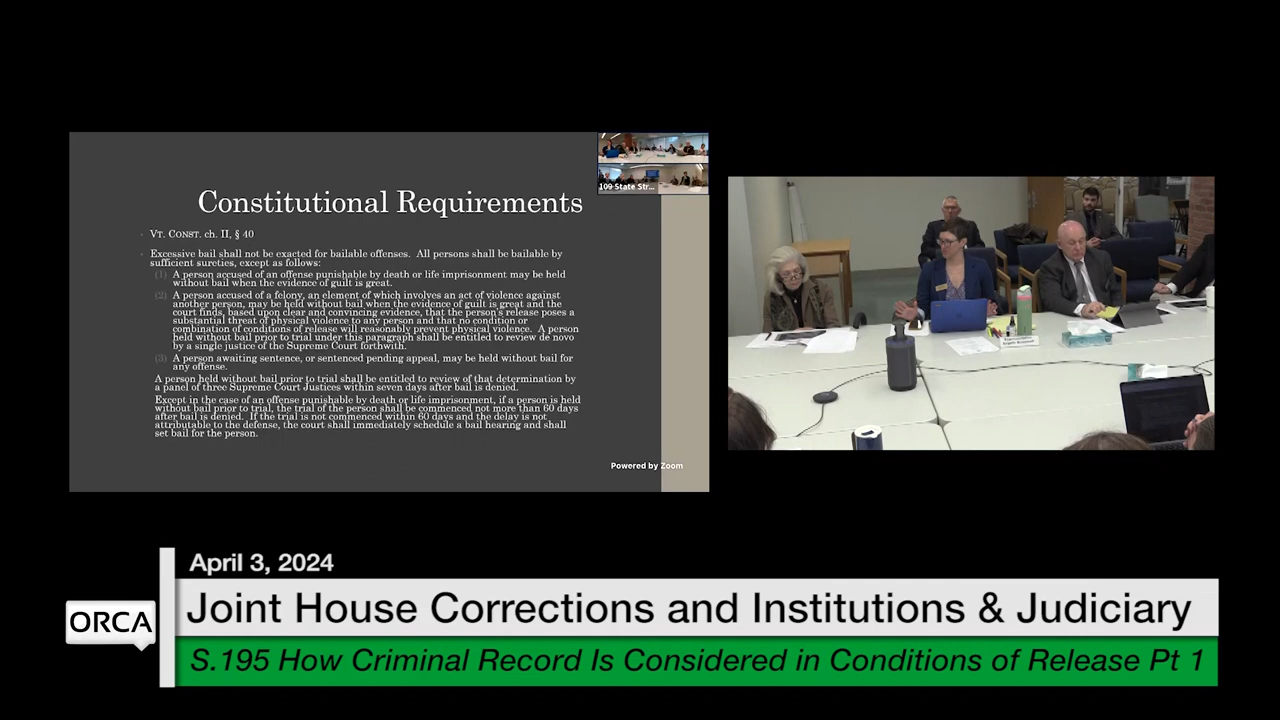 109 State Str...
Constitutional Requirements
VT. CONST. ch. II, § 40
Excessive bail shall not be exacted for bailable offenses. All persons shall be bailable by
sufficient sureties, except as follows:
(1) A person accused of an offense punishable by death or life imprisonment may be held
without bail when the evidence of guilt is great.
(2) A person accused of a felony, an element of which involves an act of violence against
another person, may be held without bail when the evidence of guilt is great and the
court finds, based upon clear and convincing evidence, that the person's release poses a
substantial threat of physical violence to any person and that no condition or
combination of conditions of release will reasonably prevent physical violence. A person
held without bail prior to trial under this paragraph shall be entitled to review de novo
by a single justice of the Supreme Court forthwith.
(3) A person awaiting sentence, or sentenced pending appeal, may be held without bail for
any offense.
A person held without bail prior to trial shall be entitled to review of that determination by
a panel of three Supreme Court Justices within seven days after bail is denied.
Except in the case of an offense punishable by death or life imprisonment, if a person is held
without bail prior to trial, the trial of the person shall be commenced not more than 60 days
after bail is denied. If the trial is not commenced within 60 days and the delay is not
attributable to the defense, the court shall immediately schedule a bail hearing and shall
set bail for the person.
Powered by Zoom
April 3, 2024
ORCA
Joint House Corrections and Institutions & Judiciary
S.195 How Criminal Record Is Considered in Conditions of Release Pt 1